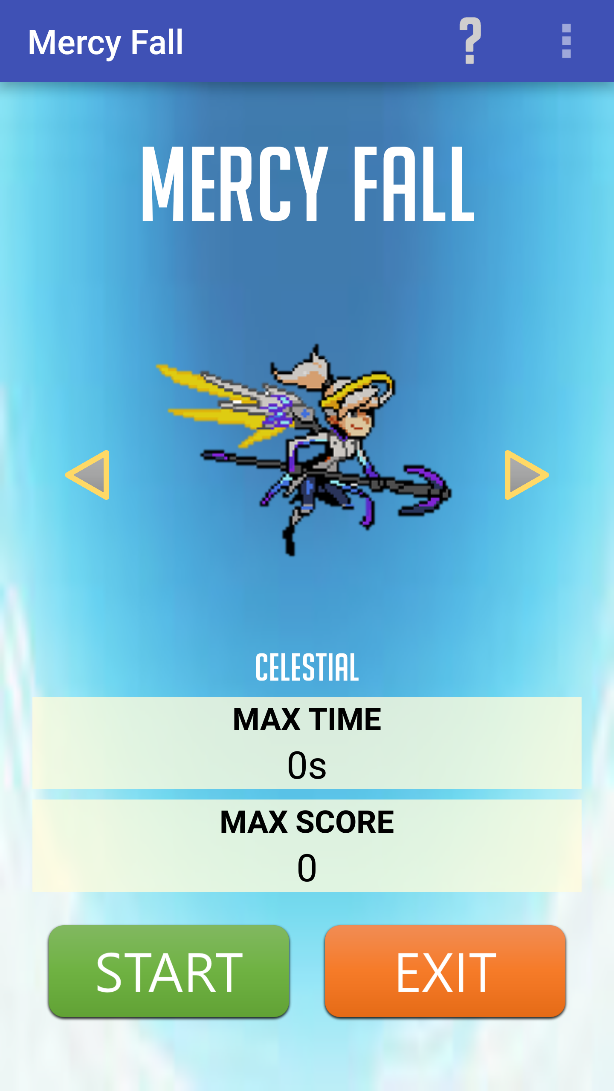 Mercy Fall
?
MERCY FALL
CELESTIAL
MAX TIME
0s
MAX SCORE
0
START
EXIT